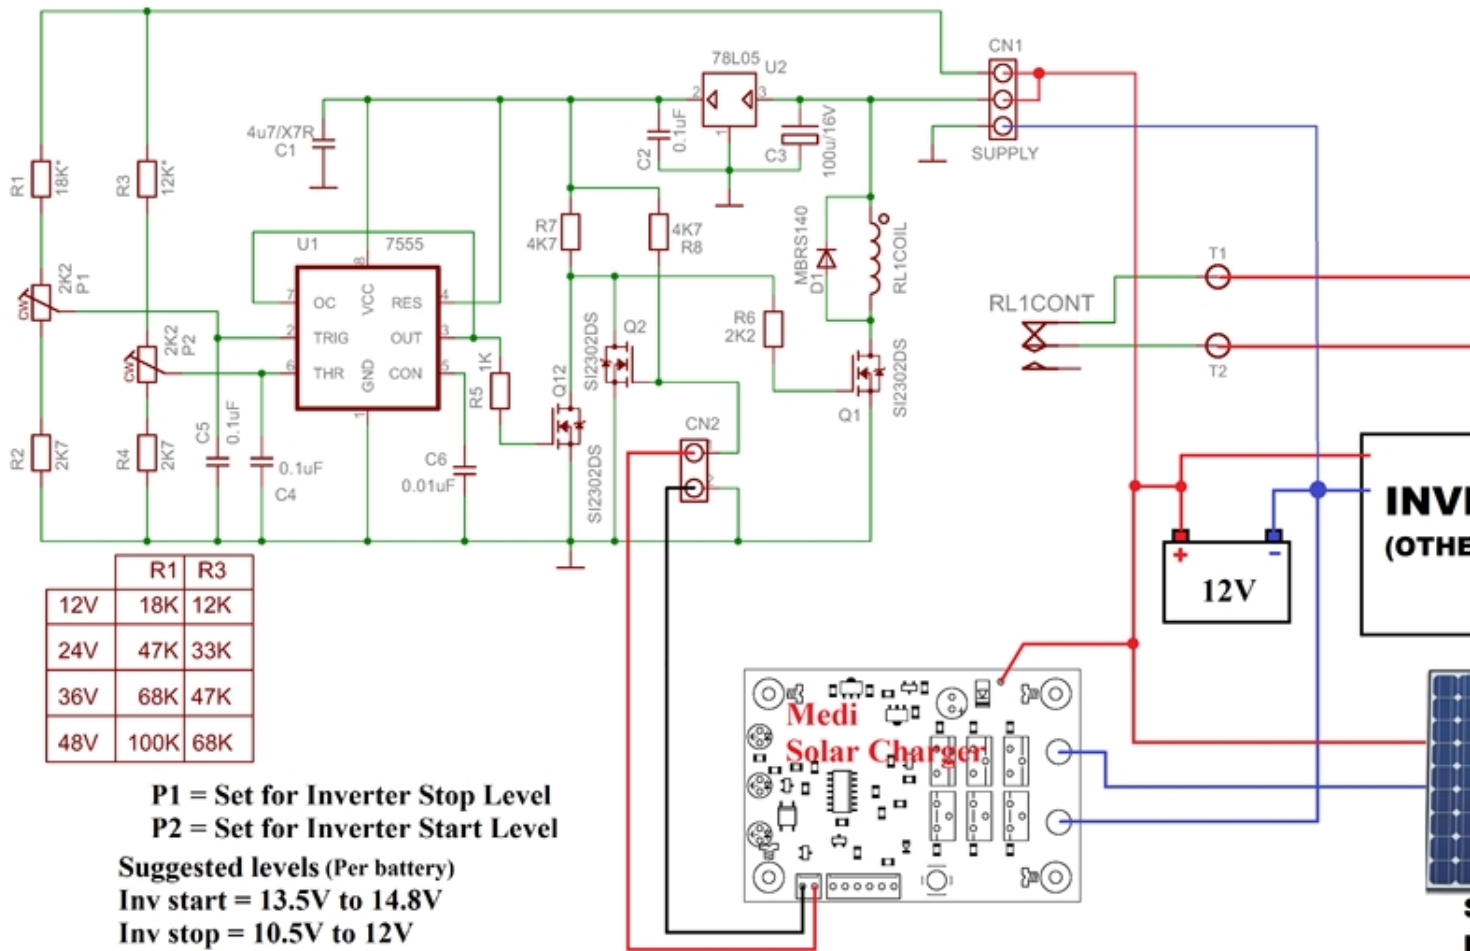 CN1
SUPPLY
78L05
U2
4u7/X7R
C1
C2
0.1uF
C3
100u/16V
2
3
1
R1
18K*
R3
12K*
2K2
P1
CW
2K2
P2
CW
R2
2K7
R4
2K7
U1
7555
8
7
OC
VCC
RES
4
2
TRIG
OUT
3
6
THR
GND
CON
5
1
C5
0.1uF
0.1uF
C4
R5
1K
C6
0.01uF
R7
4K7
4K7
R8
Q12
SI2302DS
Q2
SI2302DS
R6
2K2
MBRS140
D1
RL1COIL
Q1
SI2302DS
CN2
RL1CONT
T1
T2
INV
(OTHE
+
-
12V
R1 R3
12V 18K 12K
24V 47K 33K
36V 68K 47K
48V 100K 68K
Medi
Solar Charger
P1 = Set for Inverter Stop Level
P2 = Set for Inverter Start Level
Suggested levels (Per battery)
Inv start = 13.5V to 14.8V
Inv stop = 10.5V to 12V